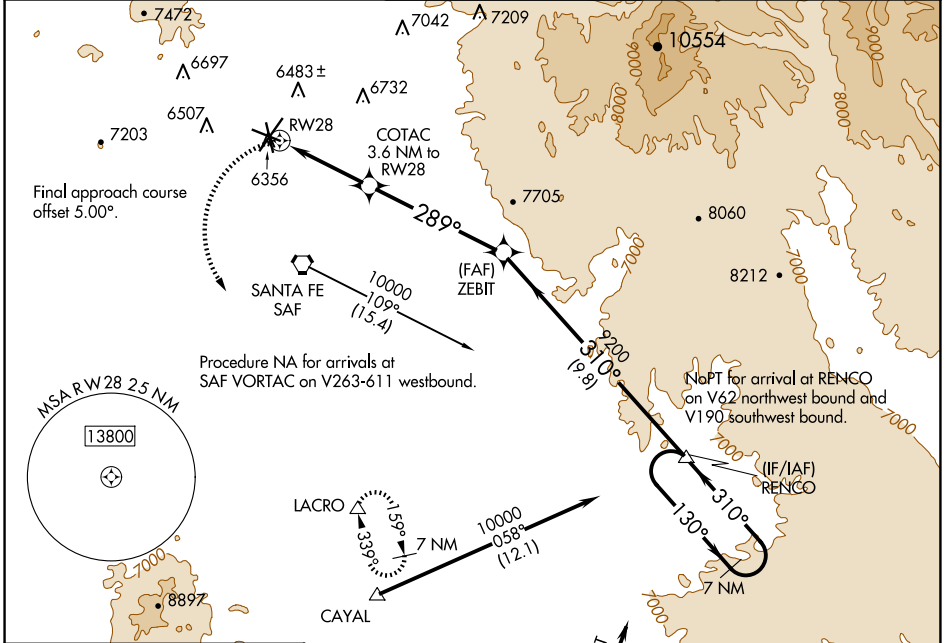 7472
7042
7209
10554
6697
6483 ±
6732
8000
9000
8000
6507
RW28
7203
COTAC
3.6 NM to
RW28
6356
Final approach course
offset 5.00°.
7705
289°
8060
7000
8212
(FAF)
ZEBIT
SANTA FE
SAF
10000
109°
(15.4)
9200
310°
(9.8)
Procedure NA for arrivals at
SAF VORTAC on V263-611 westbound.
NoPT for arrival at RENCO
on V62 northwest bound and
V190 southwest bound.
7000
7000
MSA RW 28 25 NM
13800
(IF/IAF)
RENCO
310°
130°
7 NM
LACRO
159°
339°
7 NM
10000
058°
(12.1)
CAYAL
7000
8897
7000